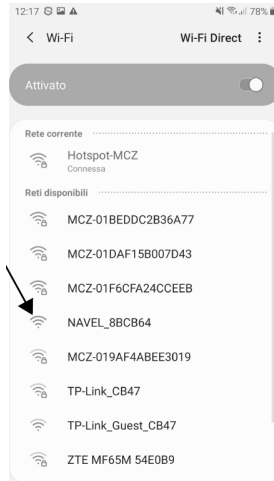 12:17 78%
Wi-Fi Wi-Fi Direct
Attivato
Rete corrente
Hotspot-MCZ
Connessa
Reti disponibili
MCZ-01BEDDC2B36A77
MCZ-01DAF15B007D43
MCZ-01F6CFA24CCEEB
NAVEL_8BCB64
MCZ-019AF4ABEE3019
TP-Link_CB47
TP-Link_Guest_CB47
ZTE MF65M 54E0B9